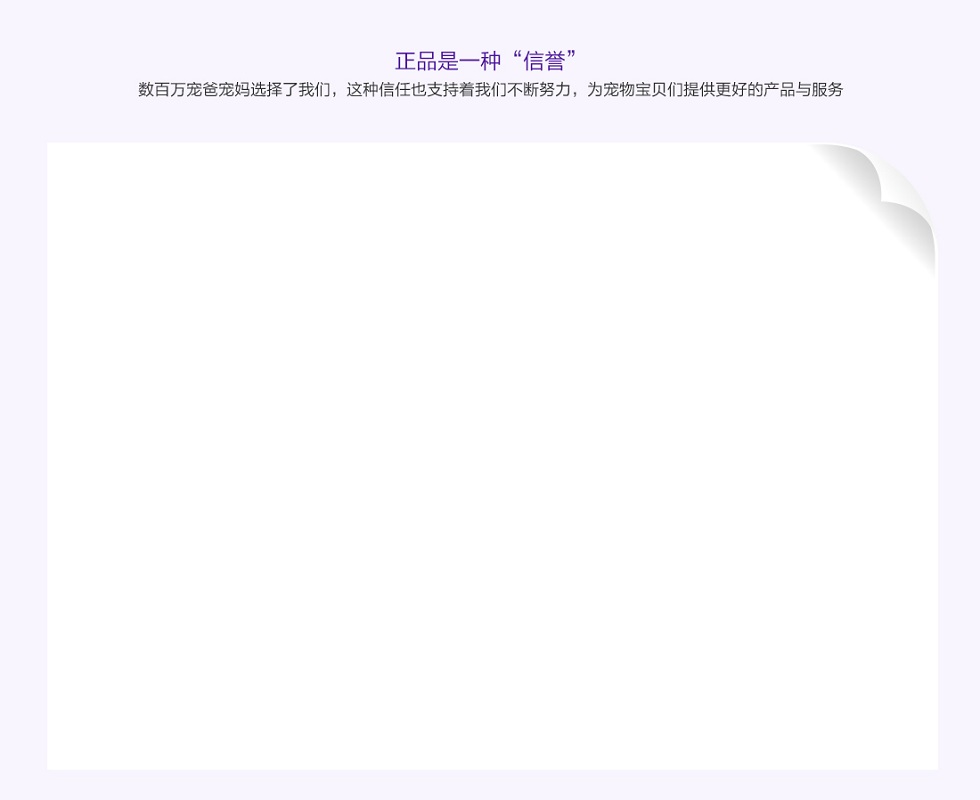 正品是一种“信誉”
数百万宠爸宠妈选择了我们，这种信任也支持着我们不断努力，为宠物宝贝们提供更好的产品与服务